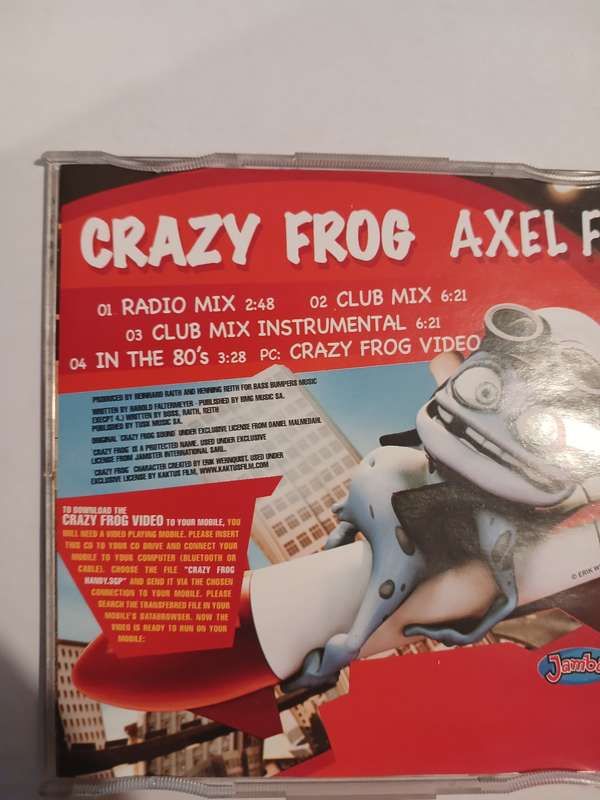 CRAZY FROG AXEL F
01 RADIO MIX 2:48 02 CLUB MIX 6:21
03 CLUB MIX INSTRUMENTAL 6:21
04 IN THE 80's 3:28 PC: CRAZY FROG VIDEO
PRODUCED BY REINHARD RAITH AND HENNING REITH FOR BASS BUMPERS MUSIC
WRITTEN BY HAROLD FALTERMEYER - PUBLISHED BY BMG MUSIC SA.
EXECPT 4.) WRITTEN BY BOSS, RAITH, REITH
PUBLISHED BY TUSK MUSIC SA.
ORIGINAL 'CRAZY FROG SOUND' UNDER EXCLUSIVE LICENSE FROM DANIEL MALMEDAHL
'CRAZY FROG' IS A PROTECTED NAME. USED UNDER EXCLUSIVE
LICENSE FROM JAMSTER INTERNATIONAL SARL.
'CRAZY FROG' CHARACTER CREATED BY ERIK WERNQUIST. USED UNDER
EXCLUSIVE LICENSE BY KAKTUS FILM, WWW.KAKTUSFILM.COM
TO DOWNLOAD THE
CRAZY FROG VIDEO TO YOUR MOBILE, YOU
WILL NEED A VIDEO PLAYING MOBILE. PLEASE INSERT
THIS CD TO YOUR CD DRIVE AND CONNECT YOUR
MOBILE TO YOUR COMPUTER (BLUETOOTH OR
CABLE). CHOOSE THE FILE "CRAZY FROG
HANDY.3GP" AND SEND IT VIA THE CHOSEN
CONNECTION TO YOUR MOBILE. PLEASE
SEARCH THE TRANSFERRED FILE IN YOUR
MOBILE'S DATABROWSER. NOW THE
VIDEO IS READY TO RUN ON YOUR
MOBILE:
© ERIK W
Jamba